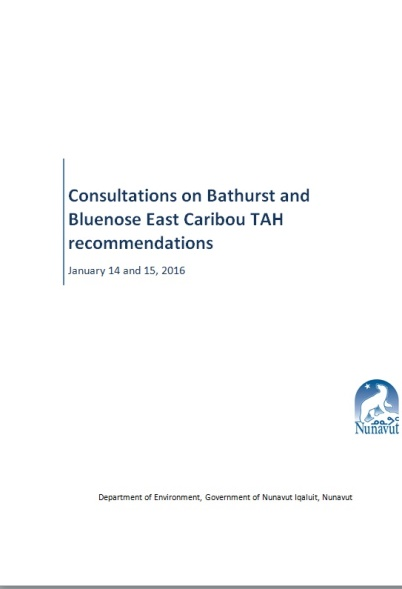 Consultations on Bathurst and
Bluenose East Caribou TAH
recommendations
January 14 and 15, 2016
ᓄᓇᕗᑦ
Nunavut
Department of Environment, Government of Nunavut Iqaluit, Nunavut